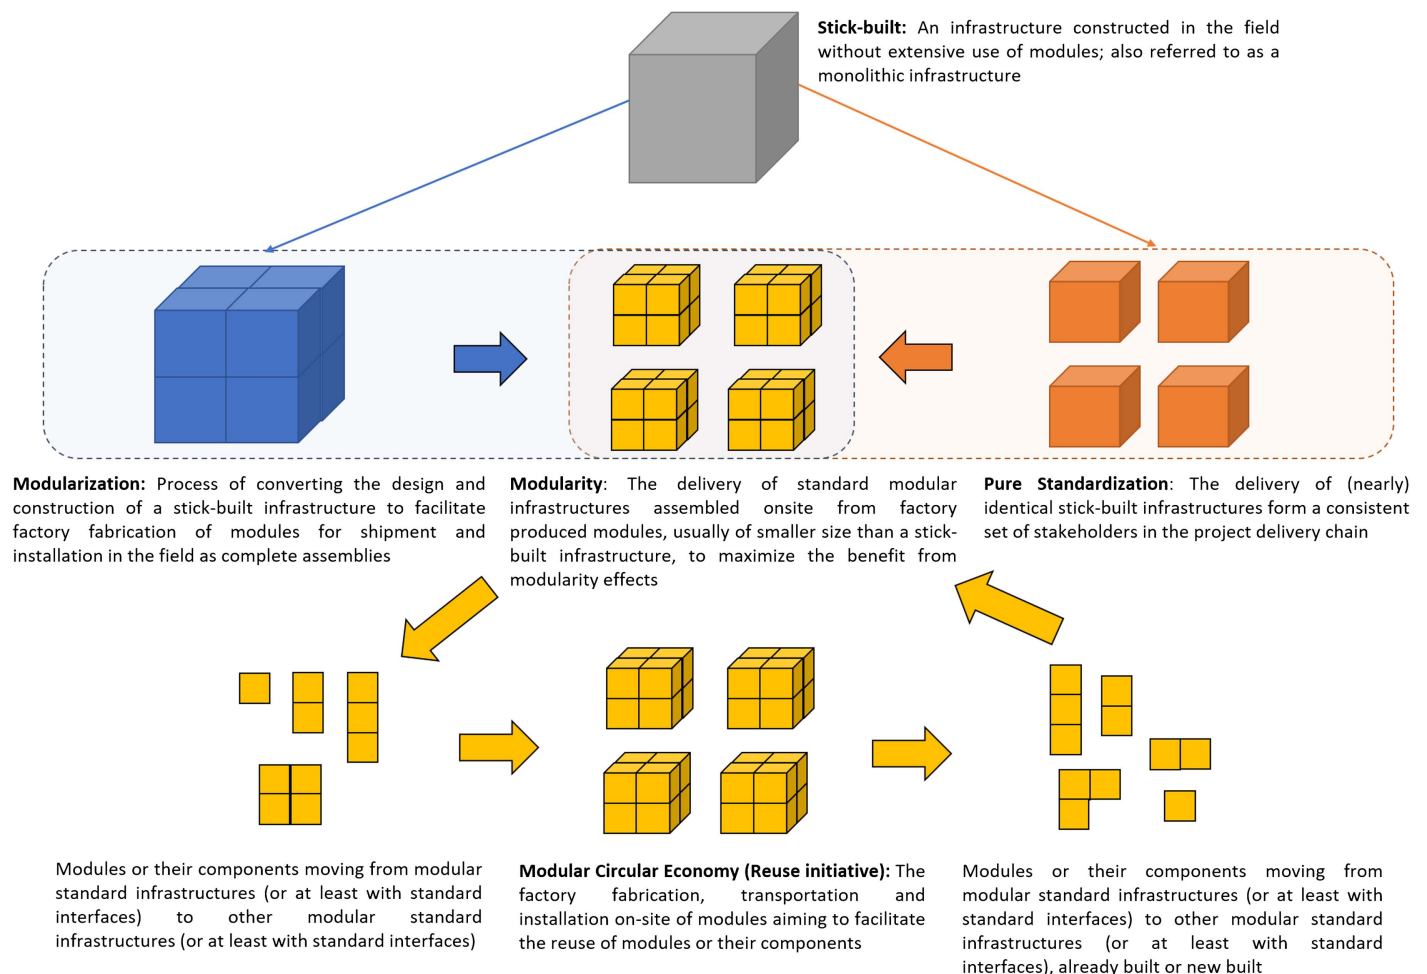 Stick-built: An infrastructure constructed in the field
without extensive use of modules; also referred to as a
monolithic infrastructure
Modularization: Process of converting the design and
construction of a stick-built infrastructure to facilitate
factory fabrication of modules for shipment and
installation in the field as complete assemblies
Modularity: The delivery of standard modular
infrastructures assembled onsite from factory
produced modules, usually of smaller size than a stick-
built infrastructure, to maximize the benefit from
modularity effects
Pure Standardization: The delivery of (nearly)
identical stick-built infrastructures form a consistent
set of stakeholders in the project delivery chain
Modules or their components moving from modular
standard infrastructures (or at least with standard
interfaces) to other modular standard
infrastructures (or at least with standard interfaces)
Modular Circular Economy (Reuse initiative): The
factory fabrication, transportation and
installation on-site of modules aiming to facilitate
the reuse of modules or their components
Modules or their components moving from
modular standard infrastructures (or at least with
standard interfaces) to other modular standard
infrastructures (or at least with standard
interfaces), already built or new built